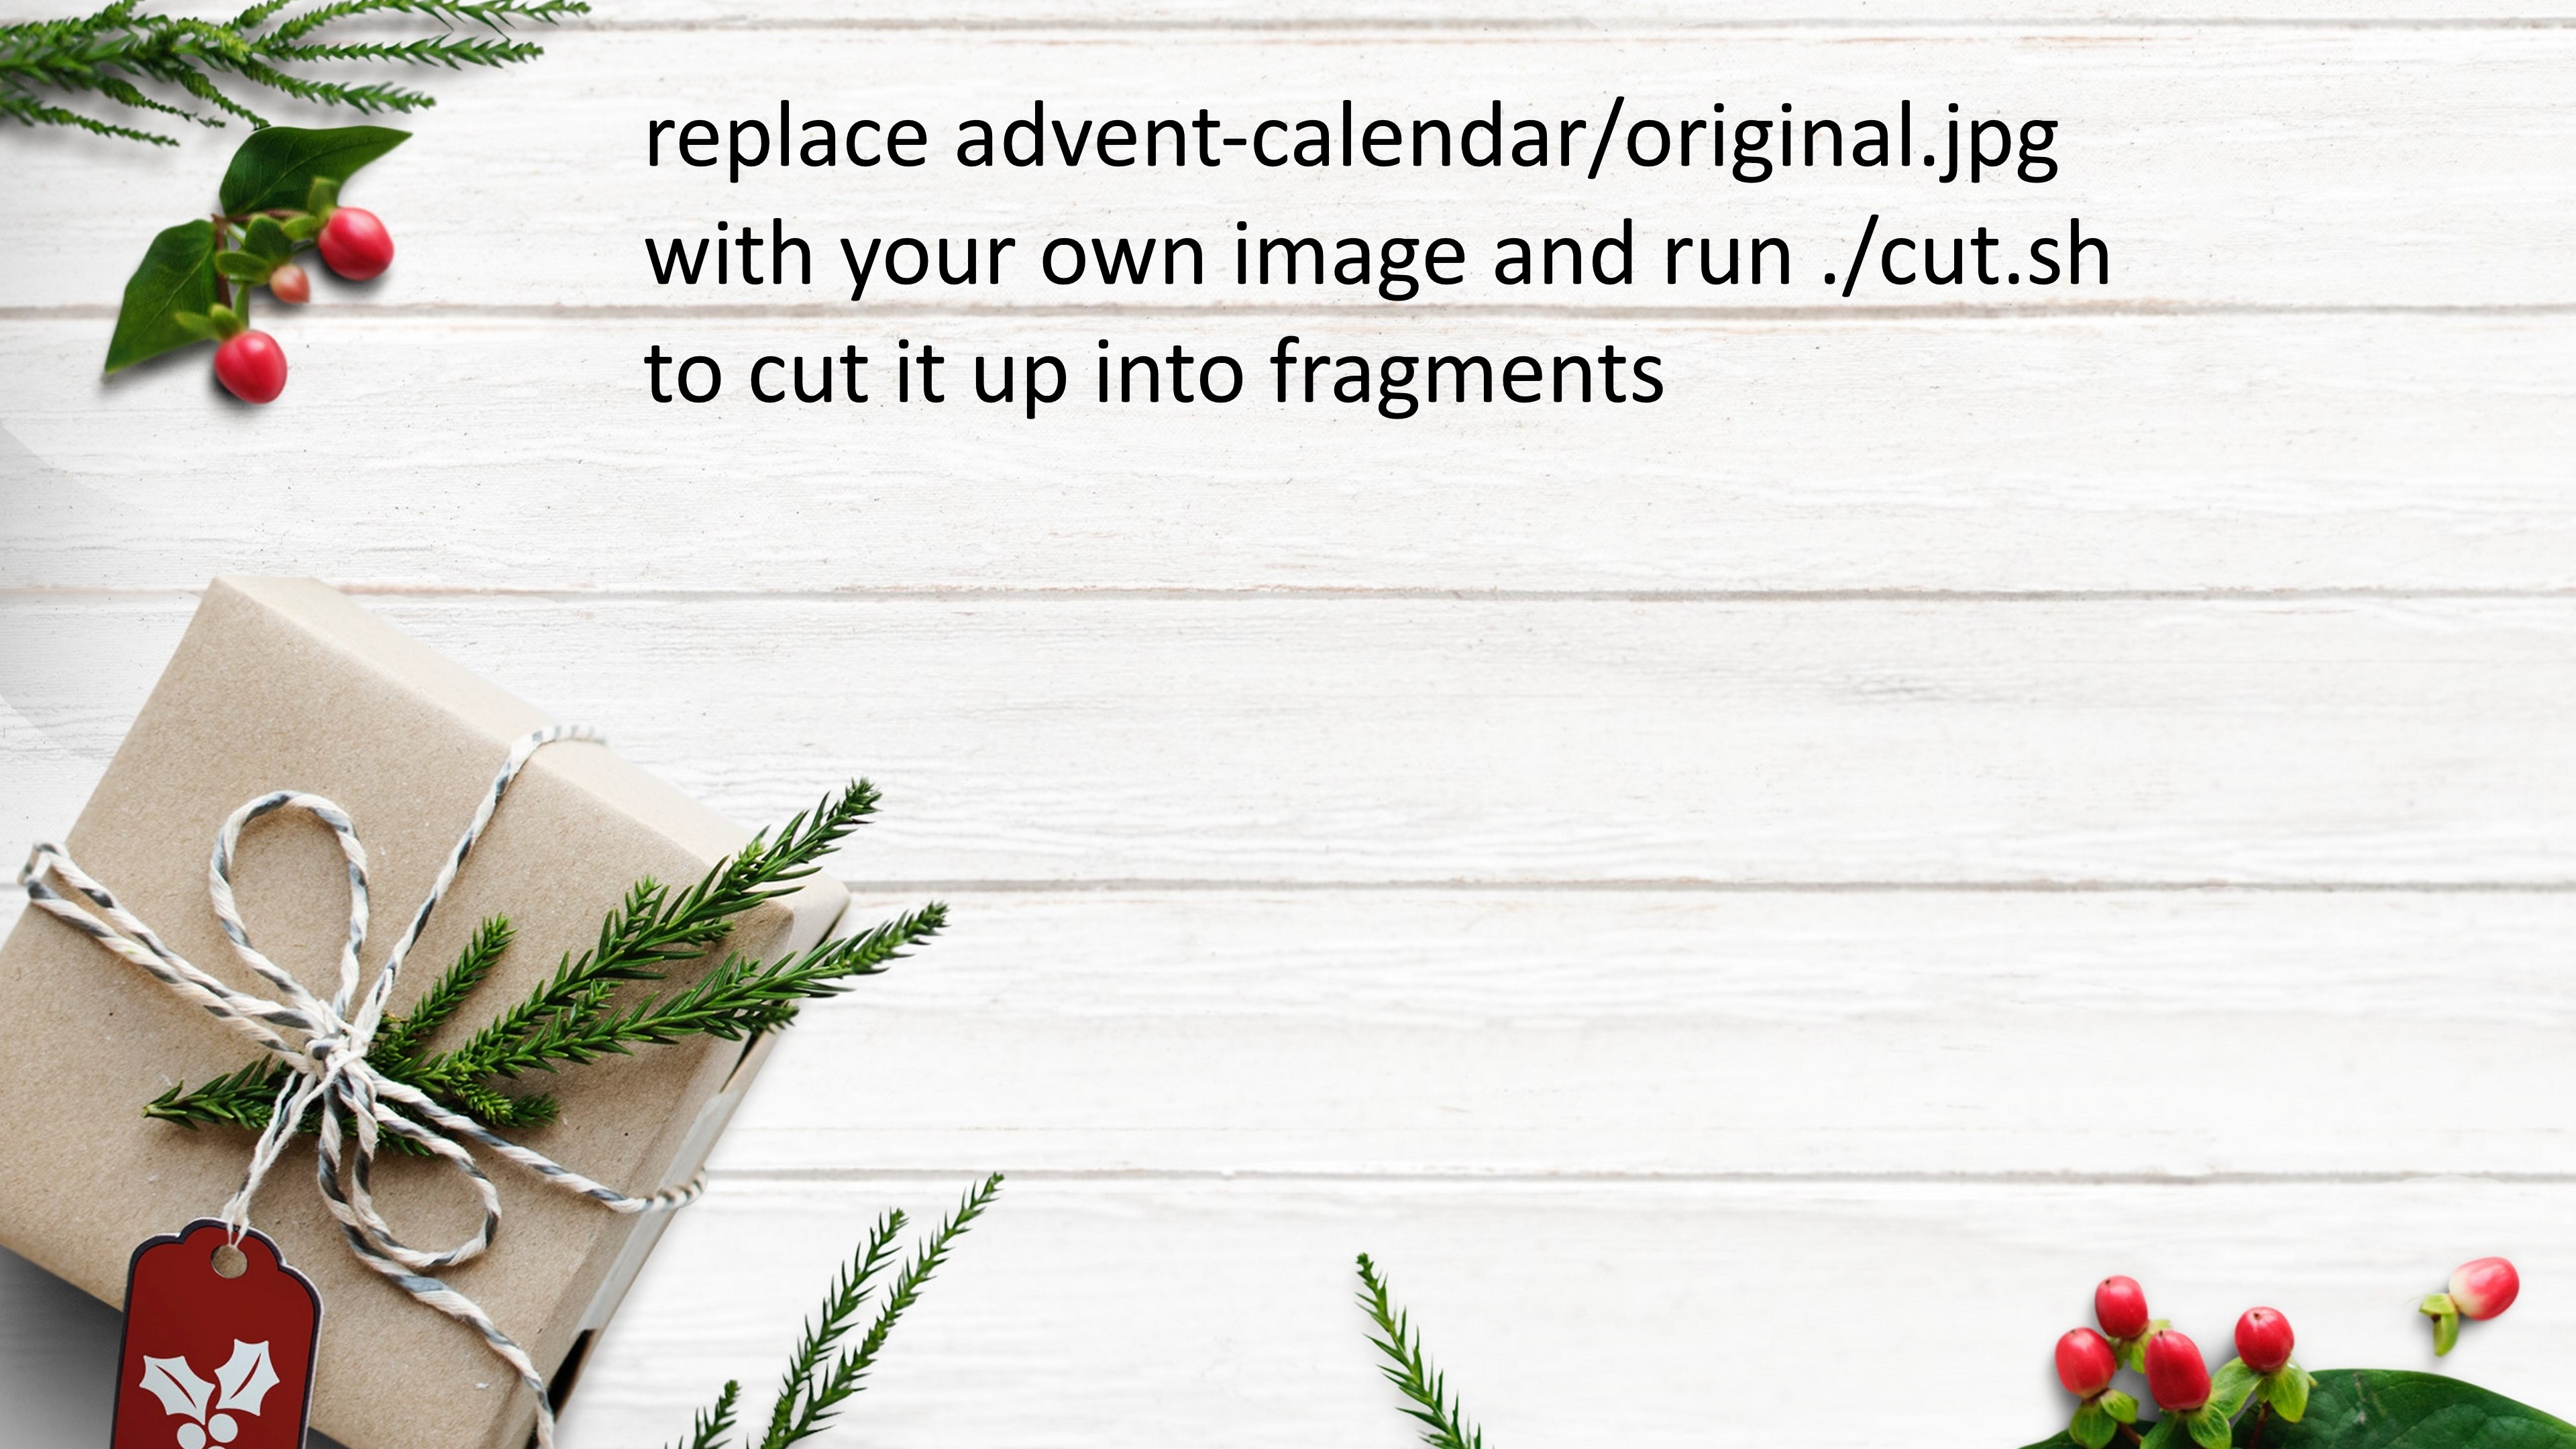 replace advent-calendar/original.jpg
with your own image and run ./cut.sh
to cut it up into fragments